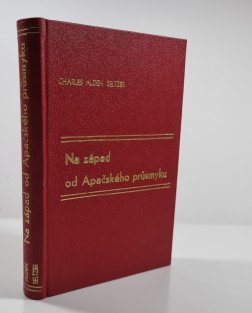 CHARLES ALDEN SELTZER
Na západ
od Apačského průsmyku
Na západ od Apačského průsmyku